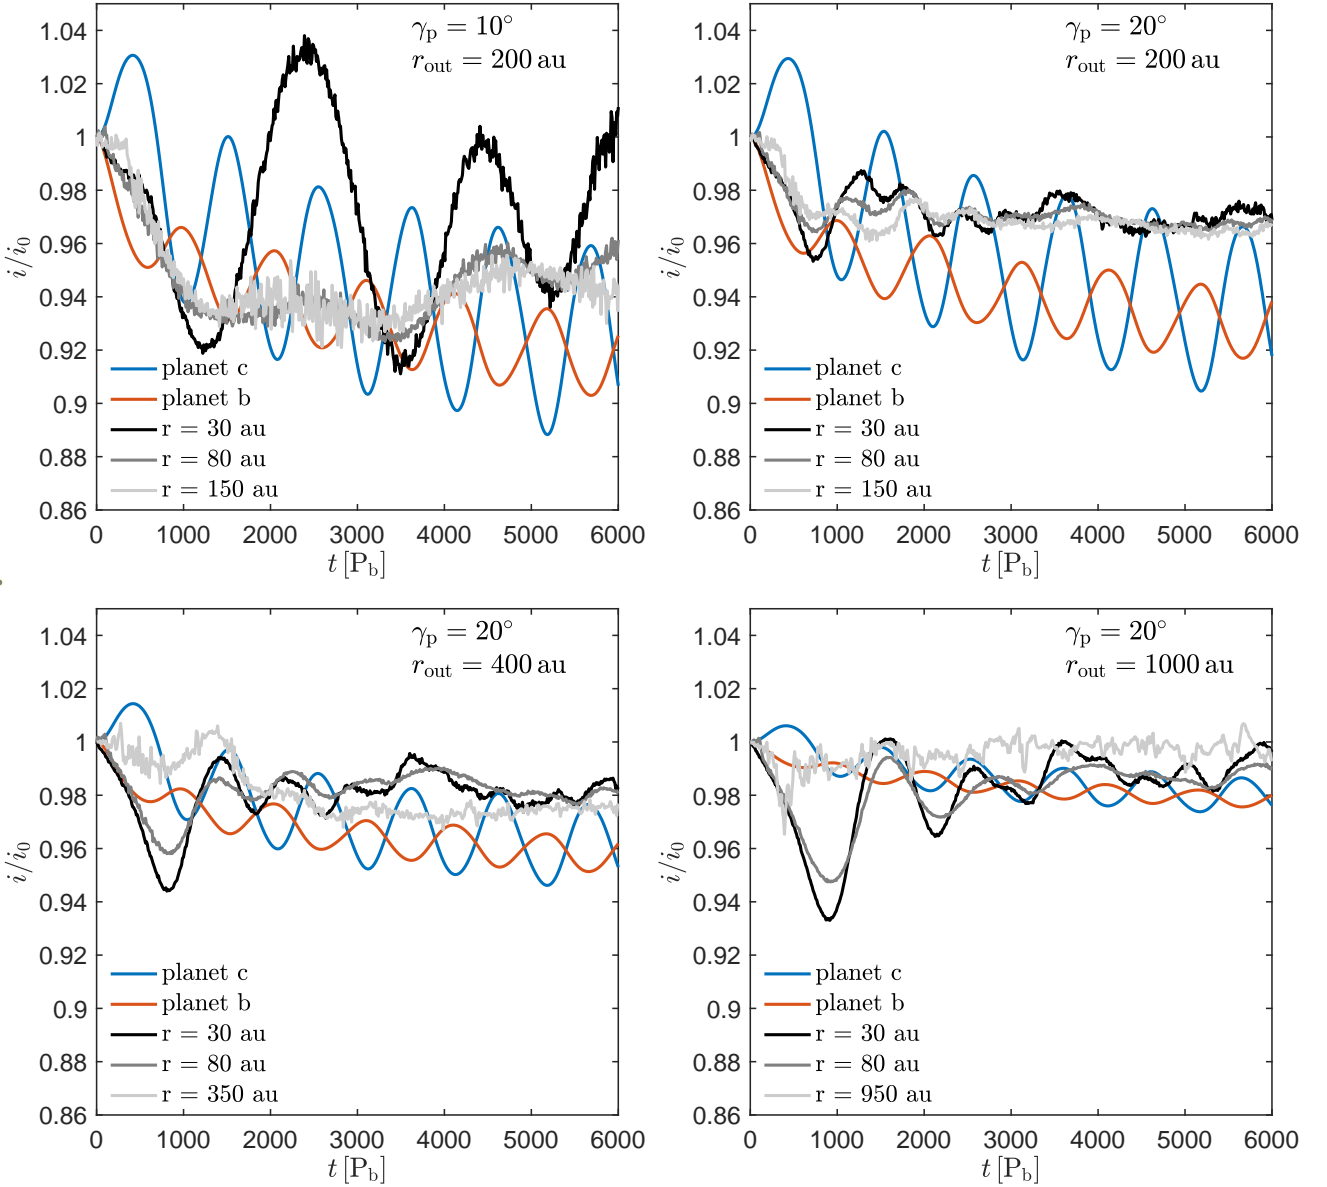 γp = 10°
rout = 200 au
1.04
1.02
1
0.98
0.96
0.94
0.92
0.9
0.88
0.86
i/i0
planet c
planet b
r = 30 au
r = 80 au
r = 150 au
0 1000 2000 3000 4000 5000 6000
t [Pb]
γp = 20°
rout = 200 au
1.04
1.02
1
0.98
0.96
0.94
0.92
0.9
0.88
0.86
i/i0
planet c
planet b
r = 30 au
r = 80 au
r = 150 au
0 1000 2000 3000 4000 5000 6000
t [Pb]
γp = 20°
rout = 400 au
1.04
1.02
1
0.98
0.96
0.94
0.92
0.9
0.88
0.86
i/i0
planet c
planet b
r = 30 au
r = 80 au
r = 350 au
0 1000 2000 3000 4000 5000 6000
t [Pb]
γp = 20°
rout = 1000 au
1.04
1.02
1
0.98
0.96
0.94
0.92
0.9
0.88
0.86
i/i0
planet c
planet b
r = 30 au
r = 80 au
r = 950 au
0 1000 2000 3000 4000 5000 6000
t [Pb]